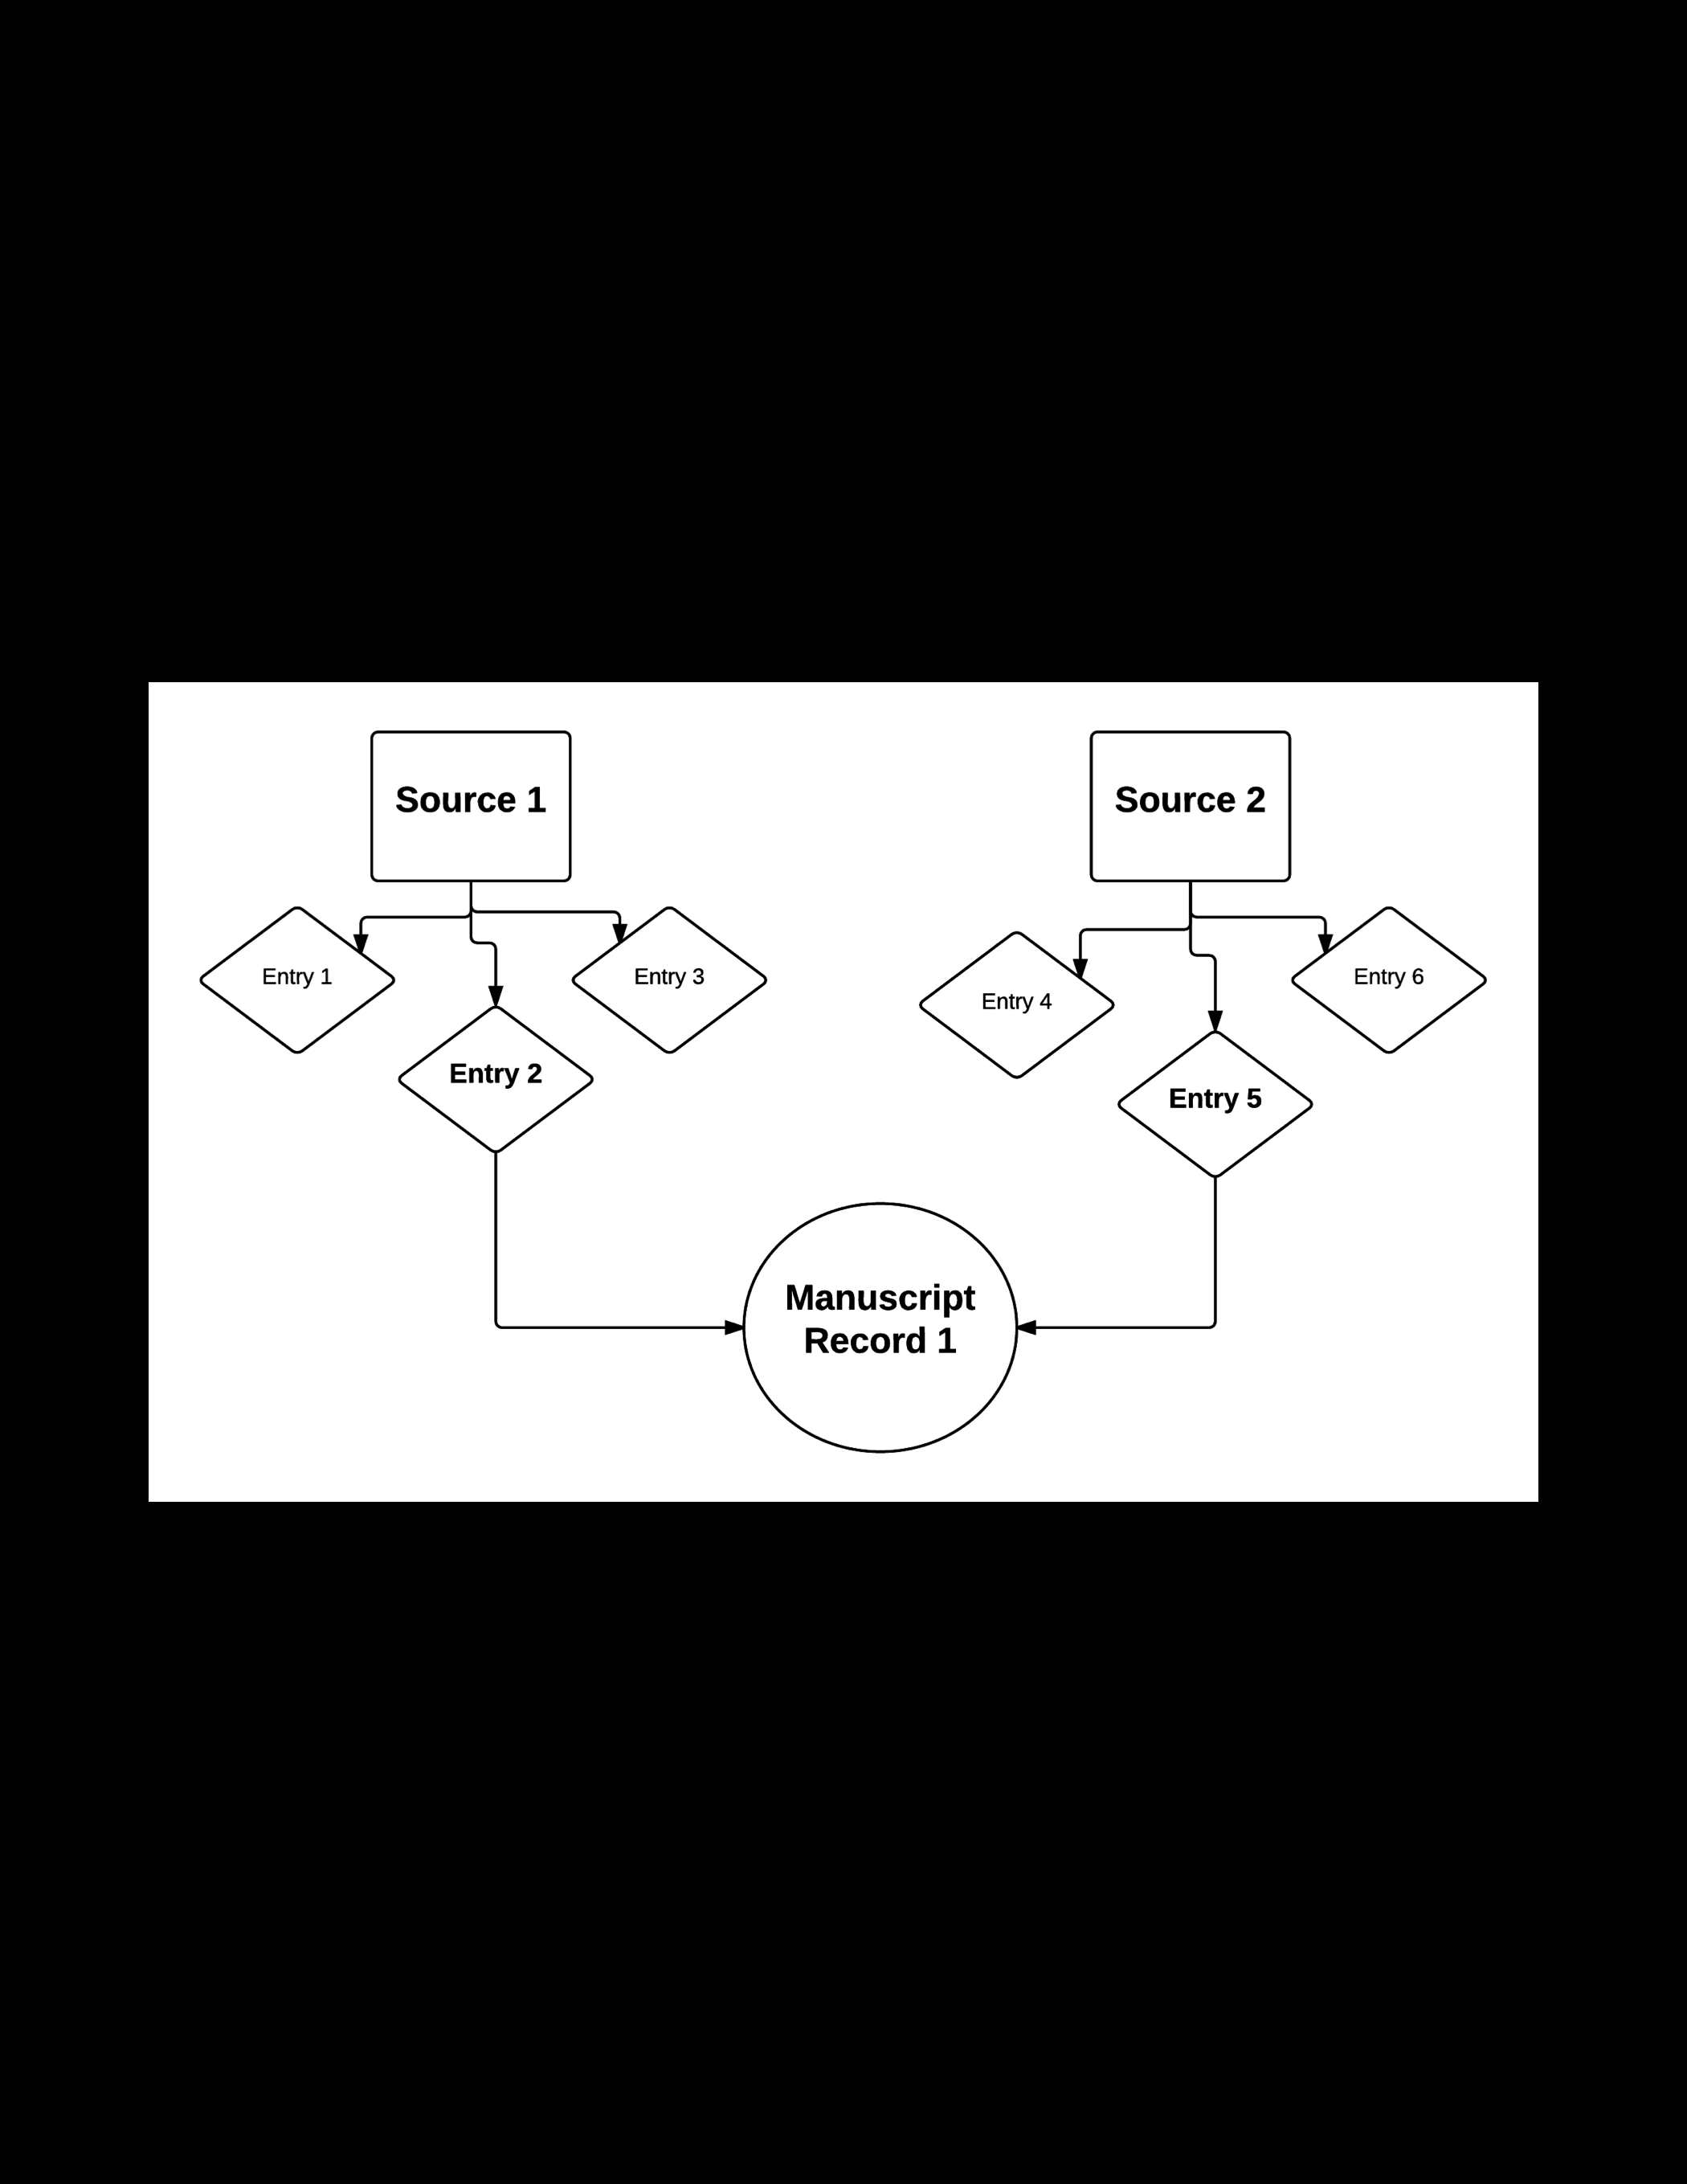 Source 1
Source 2
Entry 1
Entry 3
Entry 4
Entry 6
Entry 2
Entry 5
Manuscript
Record 1